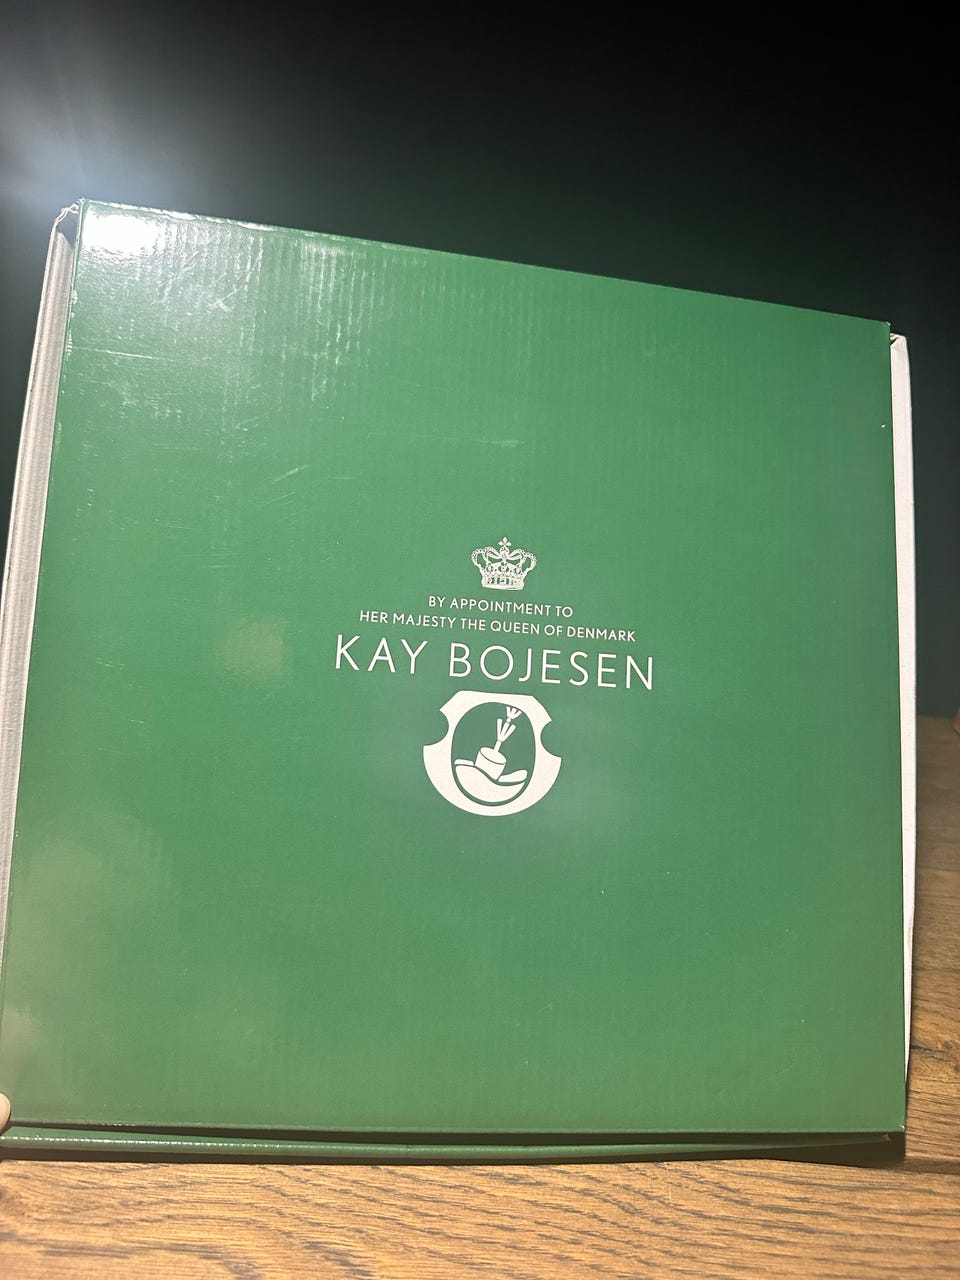 BY APPOINTMENT TO
HER MAJESTY THE QUEEN OF DENMARK
KAY BOJESEN